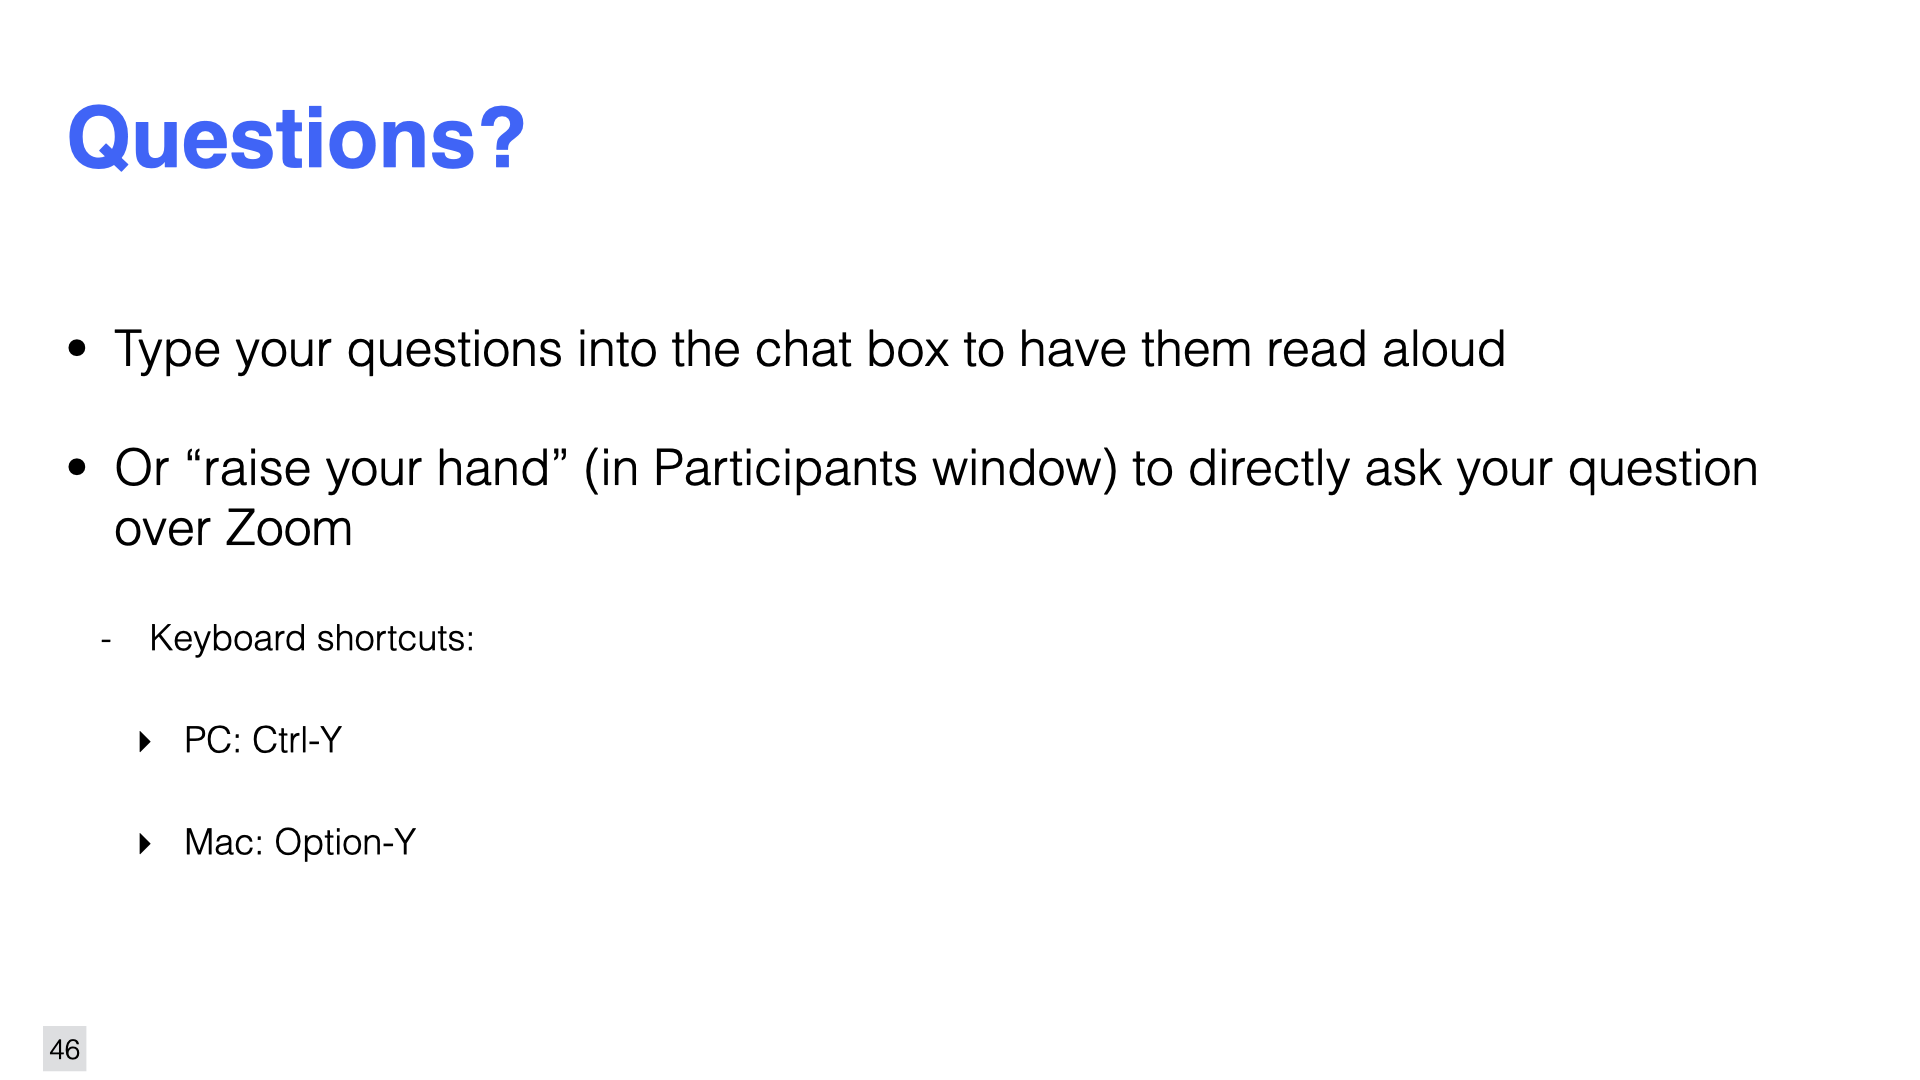 Questions?
• Type your questions into the chat box to have them read aloud
• Or “raise your hand” (in Participants window) to directly ask your question
over Zoom
- Keyboard shortcuts:
‣ PC: Ctrl-Y
‣ Mac: Option-Y
46